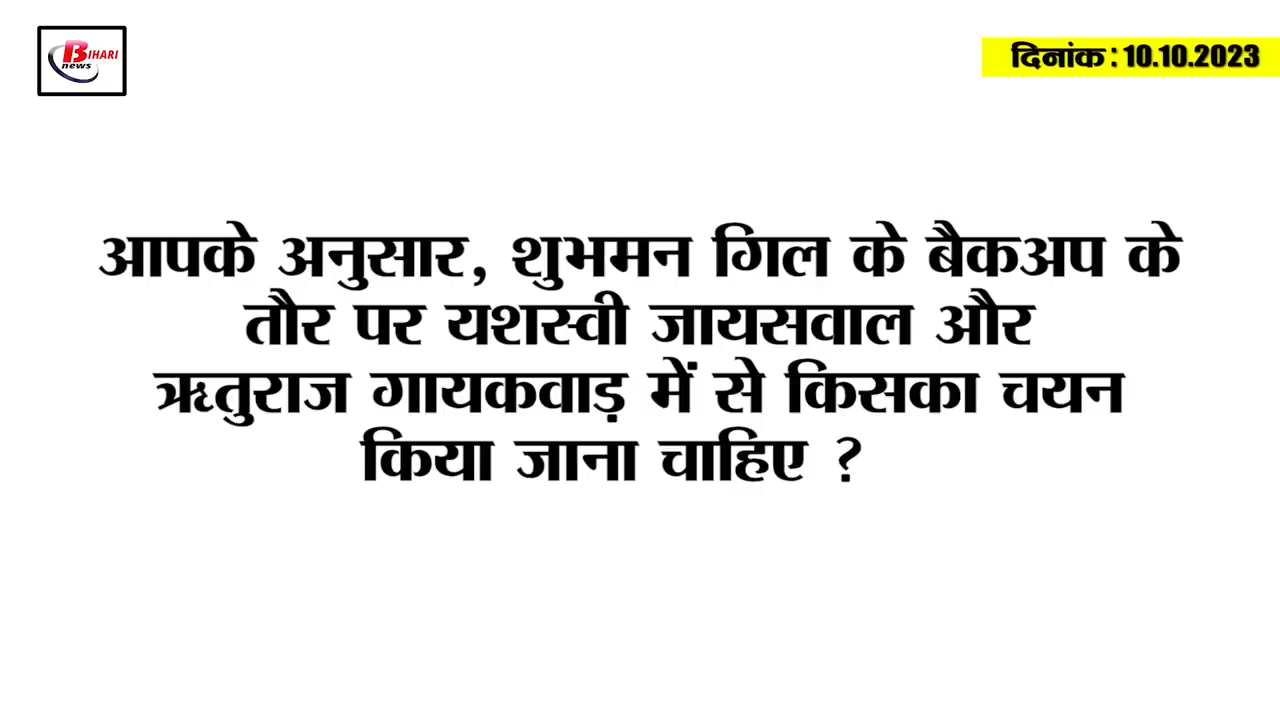 BIHARI
news
दिनांक : 10.10.2023
आपके अनुसार, शुभमन गिल के बैकअप के
तौर पर यशस्वी जायसवाल और
ऋतुराज गायकवाड़ में से किसका चयन
किया जाना चाहिए ?